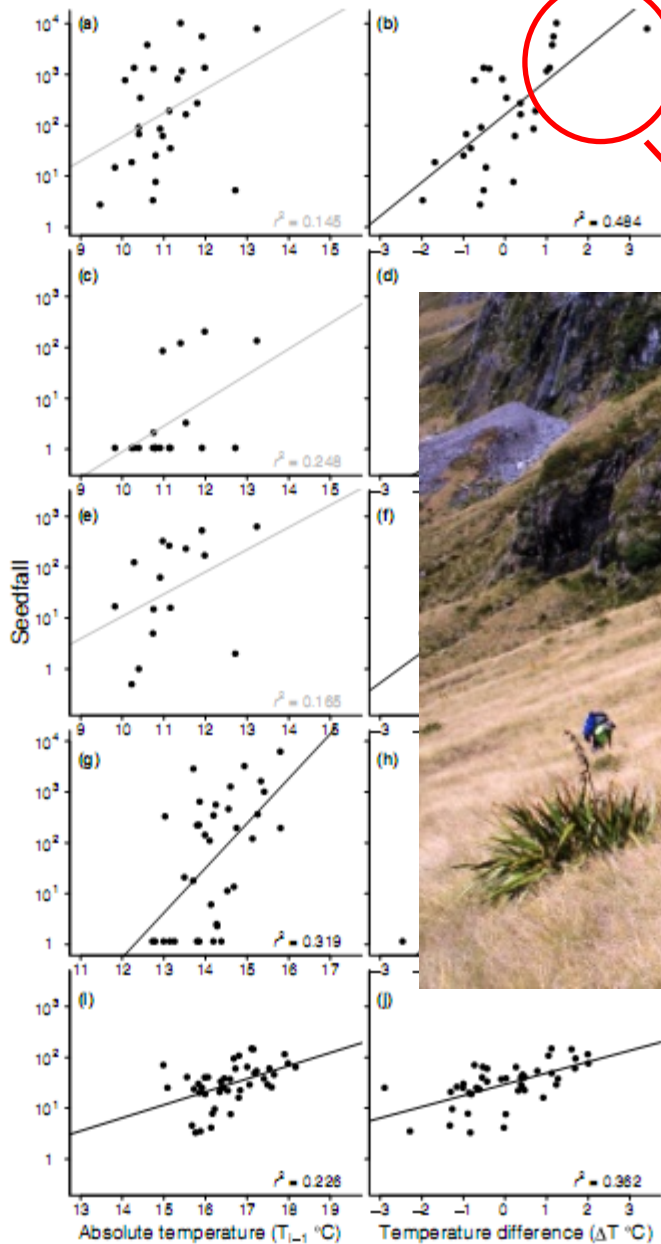 (a)
(b)
10⁴
10³
10²
10¹
1
r² = 0.145
r² = 0.484
9 10 11 12 13 14 15
−3 −2 −1 0 1 2 3
(c)
(d)
10³
10²
10¹
1
r² = 0.248
9 10 11 12 13 14 15
−3
(e)
(f)
10³
10²
10¹
1
r² = 0.165
Seedfall
9 10 11 12 13 14 15
−3
(g)
(h)
10⁴
10³
10²
10¹
1
r² = 0.319
11 12 13 14 15 16 17
−3
(i)
(j)
10³
10²
10¹
1
r² = 0.226
r² = 0.362
13 14 15 16 17 18 19
−3 −2 −1 0 1 2 3
Absolute temperature (Tᵢ₋₁ °C)
Temperature difference (ΔT °C)